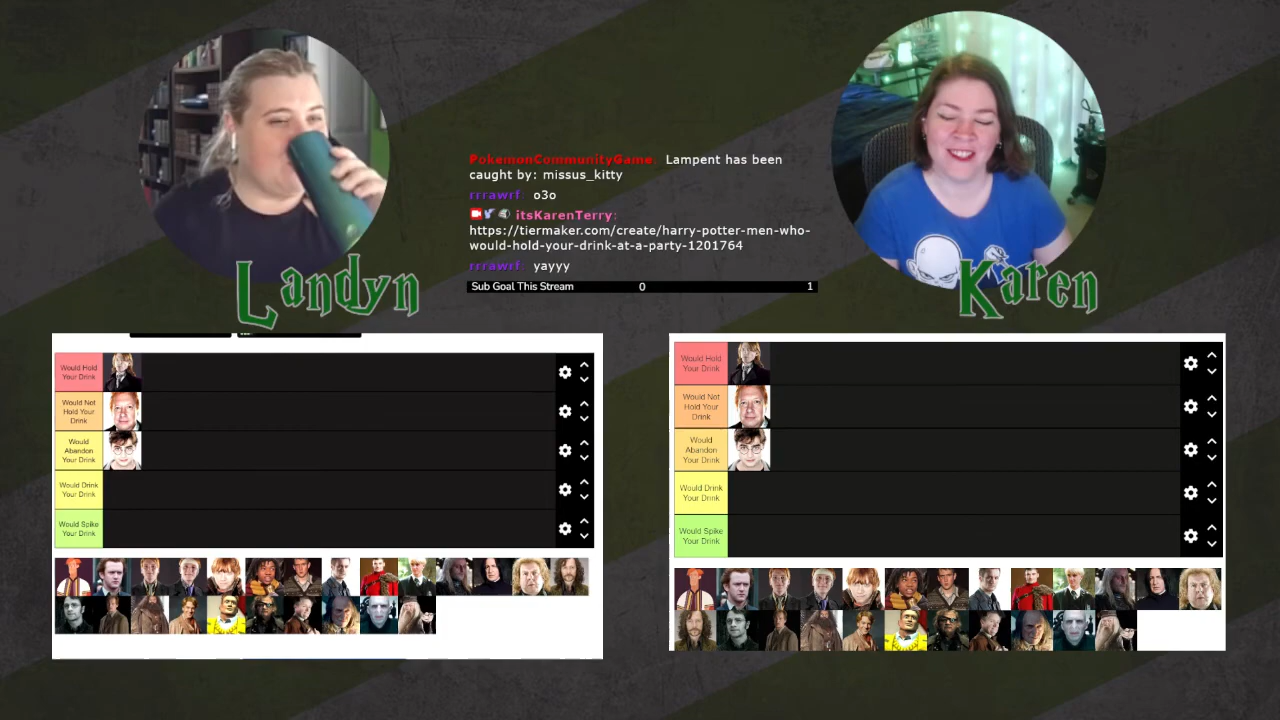 PokemonCommunityGame: Lampent has been
caught by: missus_kitty
rrrawrf: o3o
itsKarenTerry:
https://tiermaker.com/create/harry-potter-men-who-
would-hold-your-drink-at-a-party-1201764
rrrawrf: yayyy
Sub Goal This Stream 0 1
Landyn
Karen
Would Hold
Your Drink
Would Not
Hold Your
Drink
Would
Abandon
Your Drink
Would Drink
Your Drink
Would Spike
Your Drink
Would Hold
Your Drink
Would Not
Hold Your
Drink
Would
Abandon
Your Drink
Would Drink
Your Drink
Would Spike
Your Drink